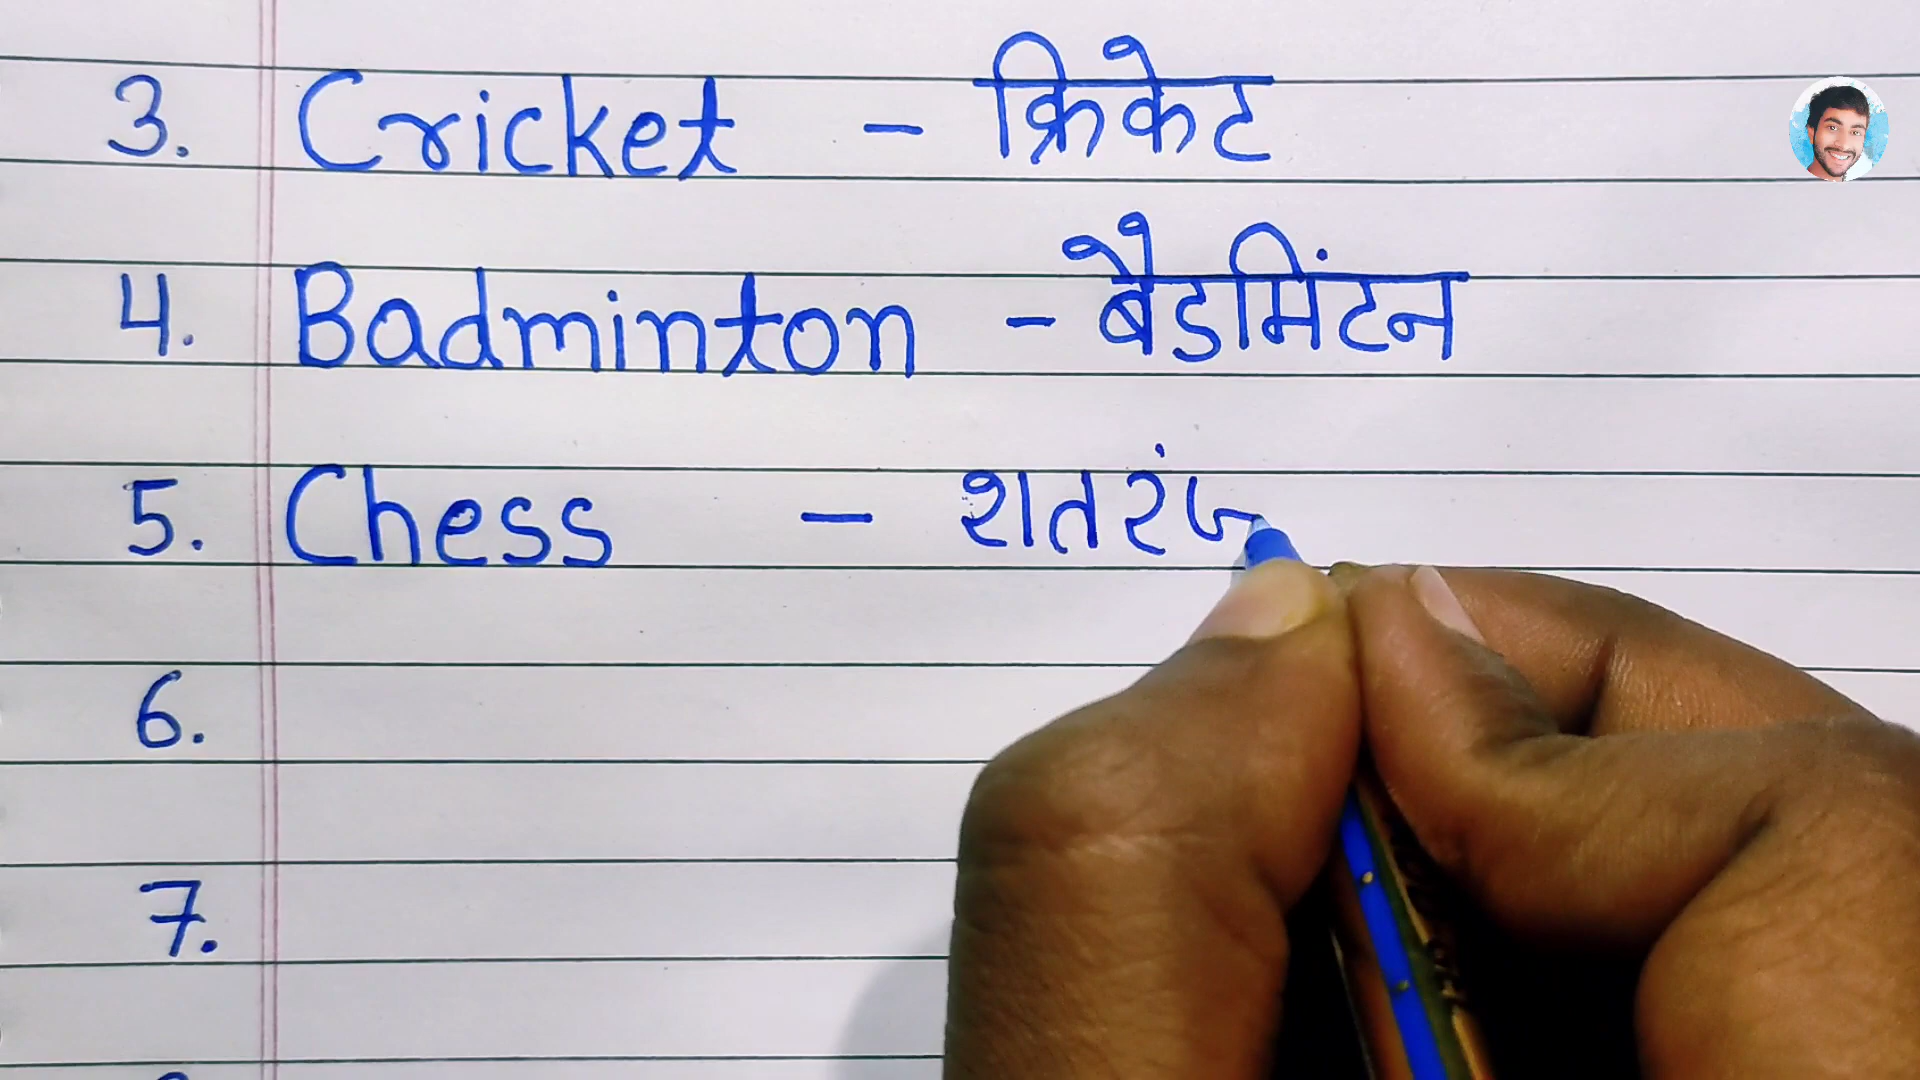 3. Cricket - क्रिकेट
4. Badminton - बैडमिंटन
5. Chess - शतरं
6.
7.